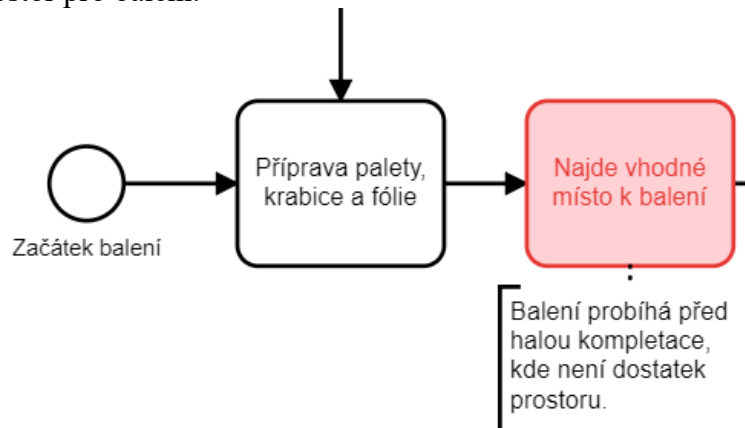 pro
Příprava palety,
krabice a fólie
Najde vhodné
místo k balení
Začátek balení
Balení probíhá před
halou kompletace,
kde není dostatek
prostoru.